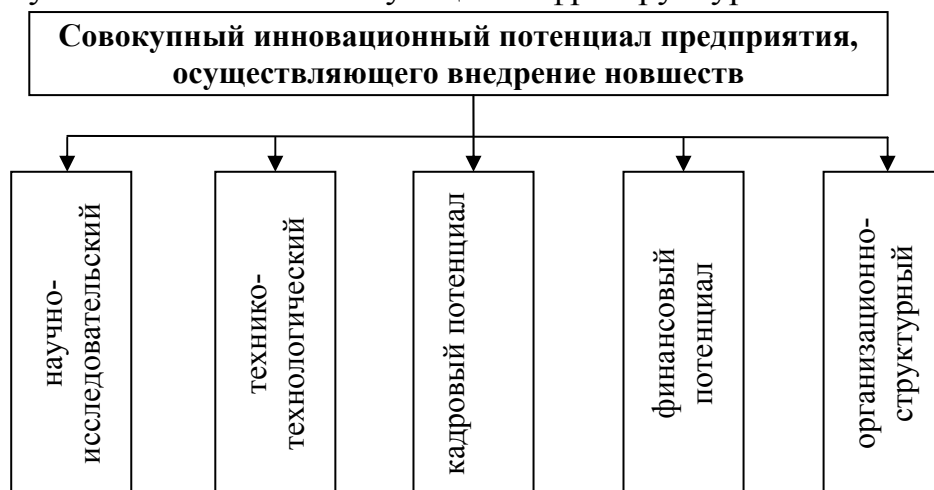 Совокупный инновационный потенциал предприятия,
осуществляющего внедрение новшеств
научно-
исследовательский
технико-
технологический
кадровый потенциал
финансовый
потенциал
организационно-
структурный